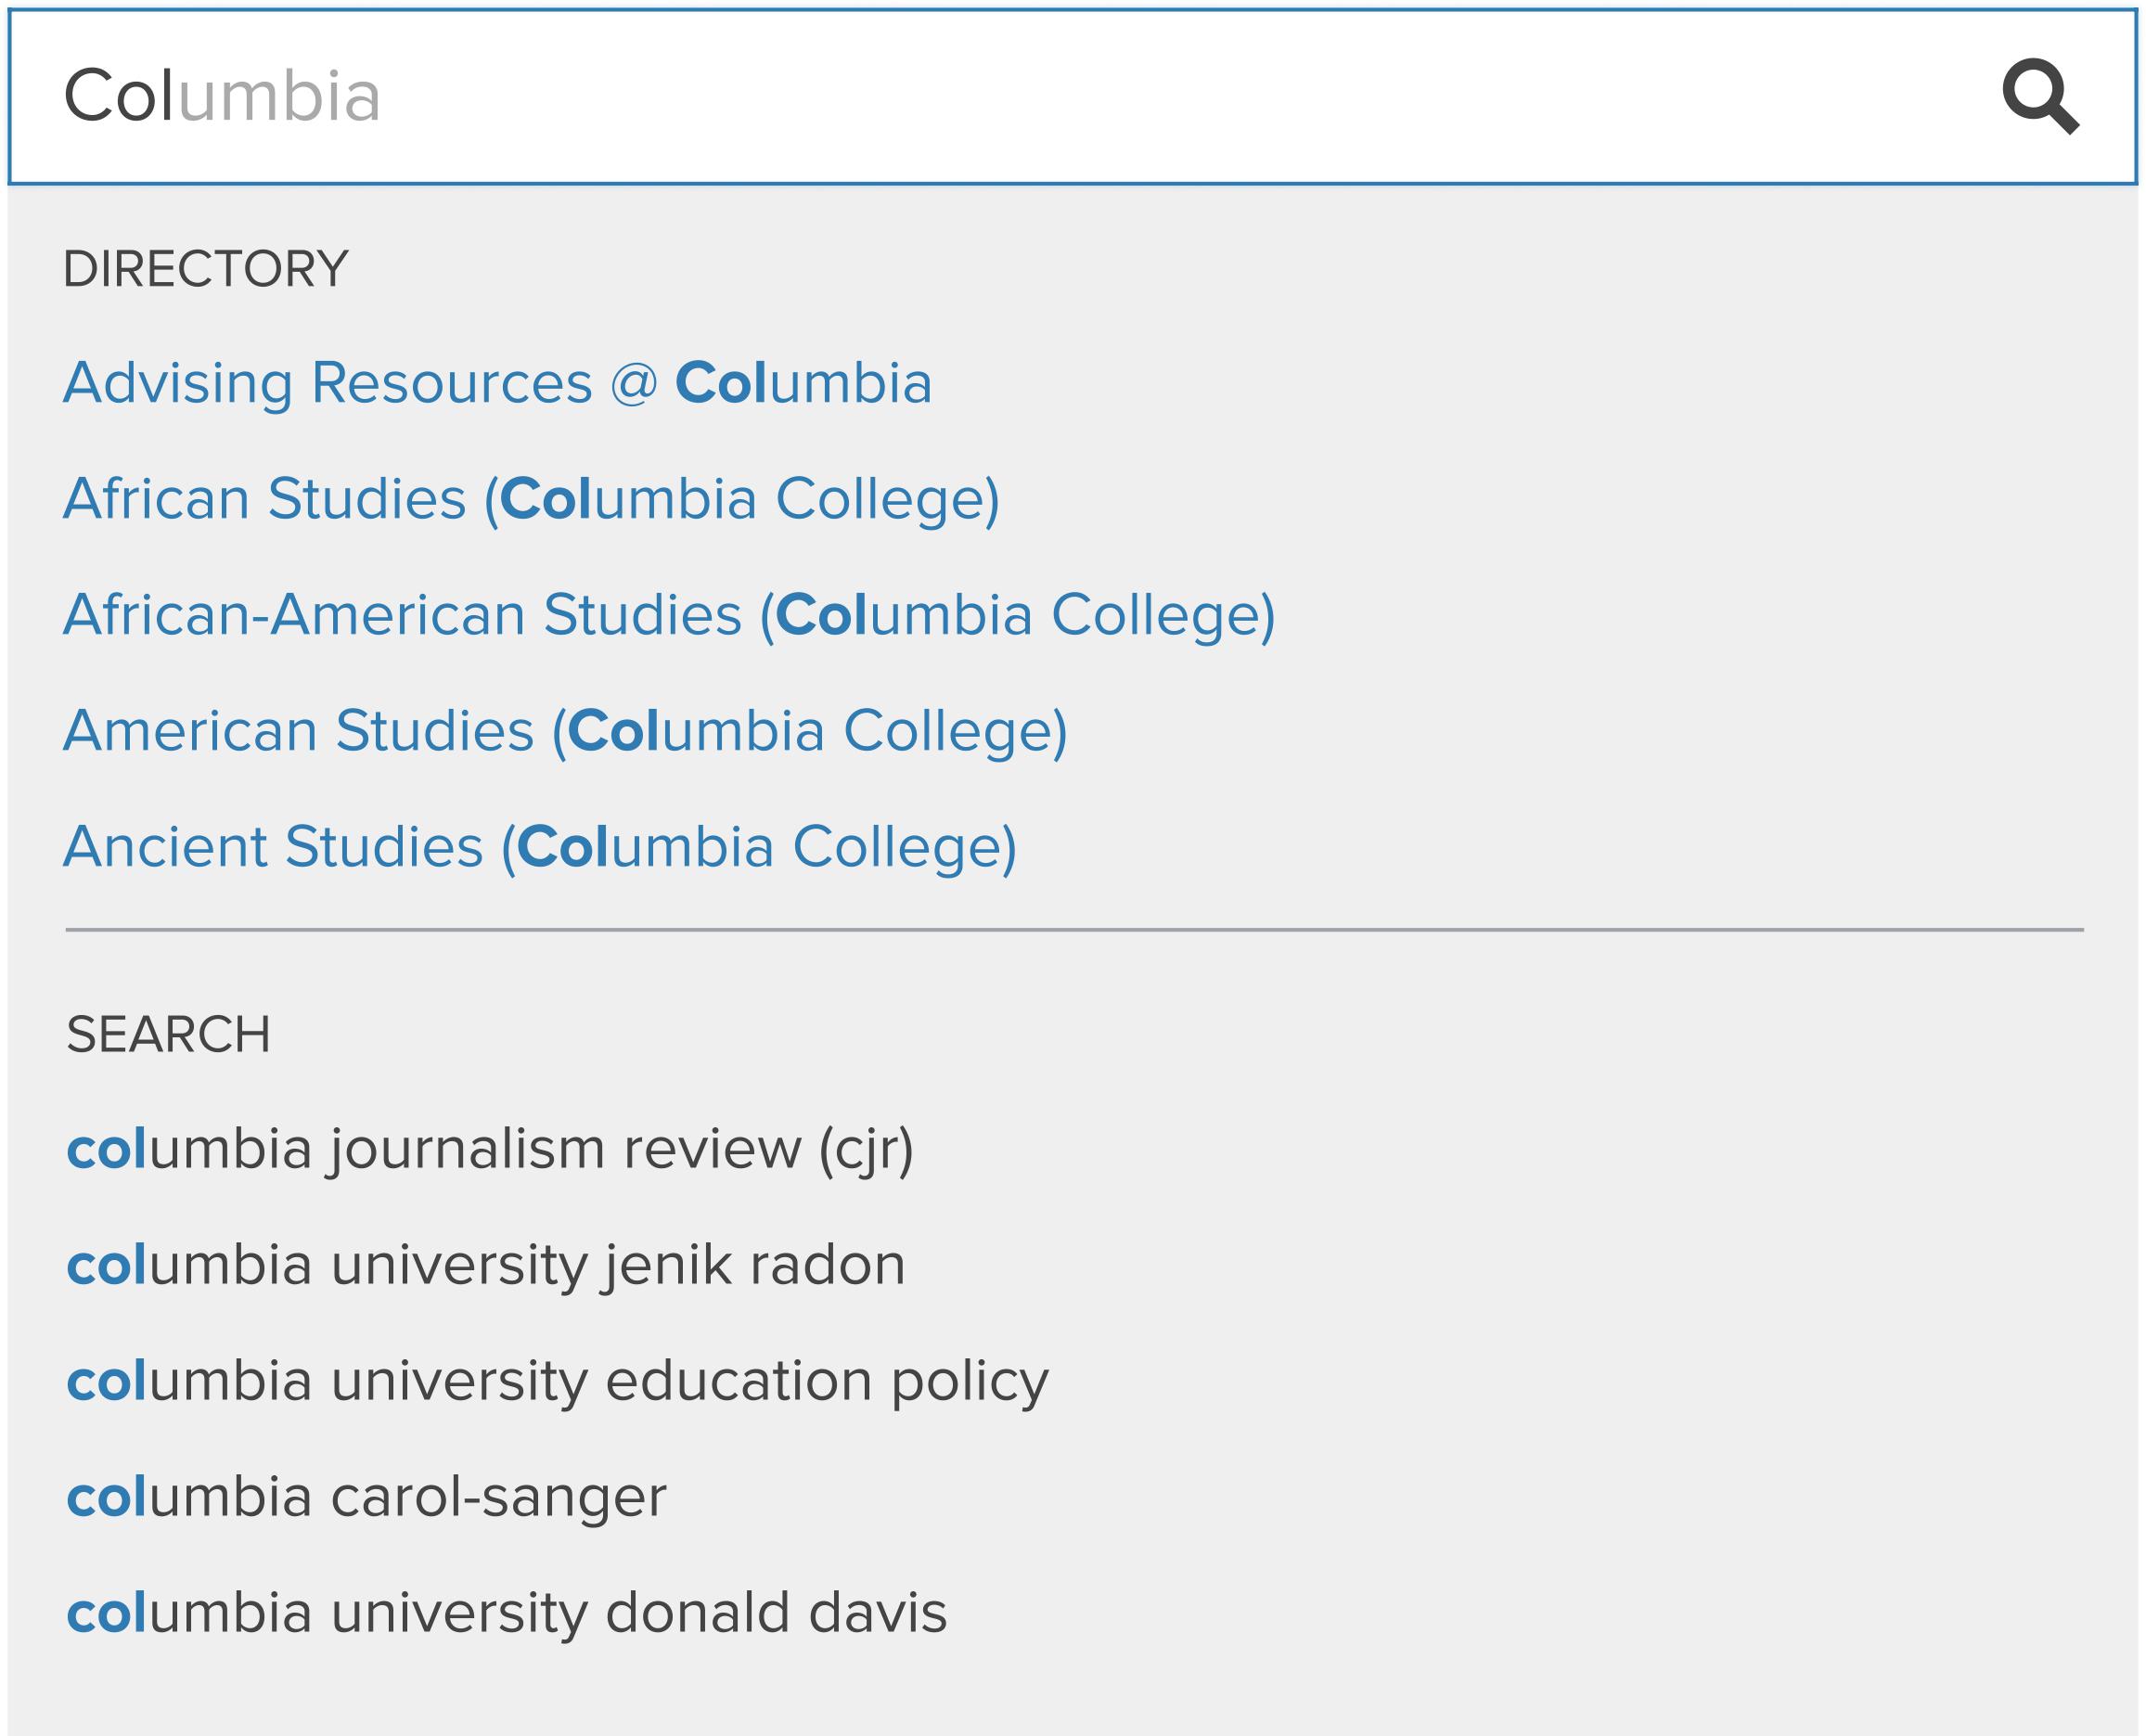 Columbia
DIRECTORY
Advising Resources @ Columbia
African Studies (Columbia College)
African-American Studies (Columbia College)
American Studies (Columbia College)
Ancient Studies (Columbia College)
SEARCH
columbia journalism review (cjr)
columbia university jenik radon
columbia university education policy
columbia carol-sanger
columbia university donald davis